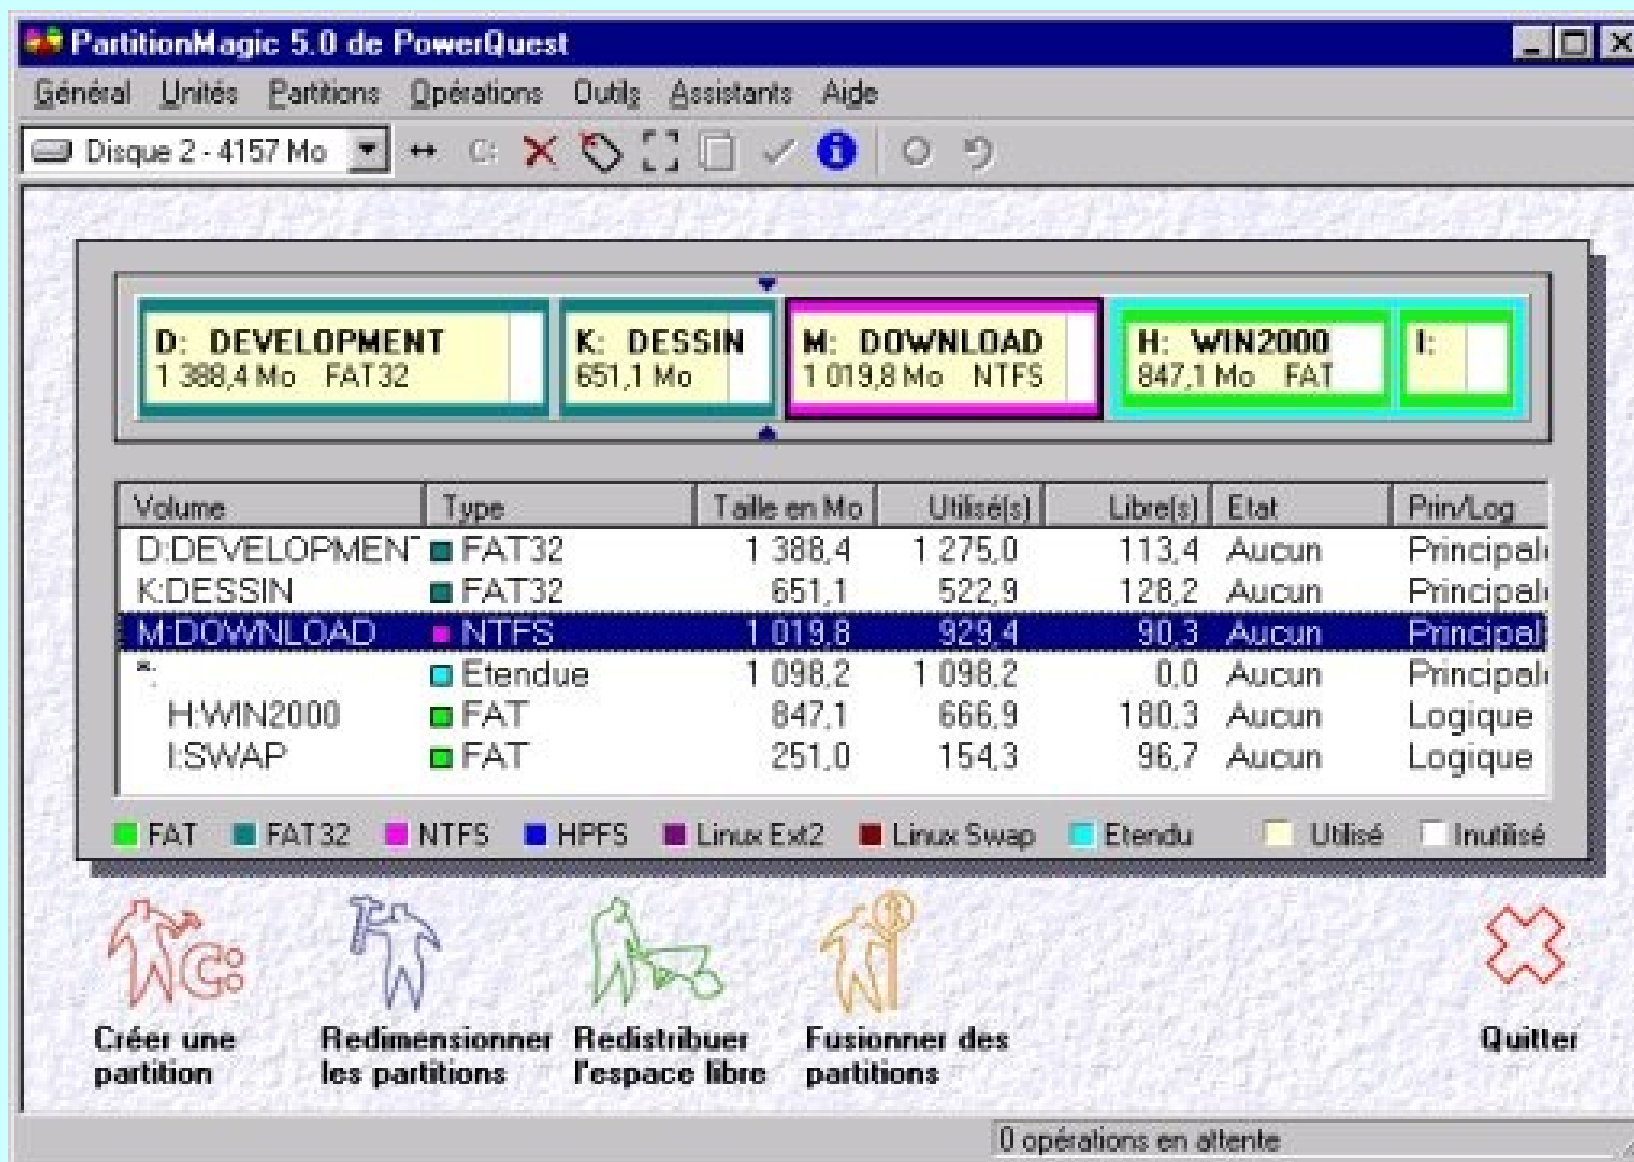 PartitionMagic 5.0 de PowerQuest
Général Unités Partitions Opérations Outils Assistants Aide
Disque 2 - 4157 Mo C:
D: DEVELOPMENT K: DESSIN M: DOWNLOAD H: WIN2000 I:
1 388,4 Mo FAT32 651,1 Mo 1 019,8 Mo NTFS 847,1 Mo FAT
Volume Type Taille en Mo Utilisé(s) Libre(s) Etat Prin/Log
D:DEVELOPMENT FAT32 1 388,4 1 275,0 113,4 Aucun Principale
K:DESSIN FAT32 651,1 522,9 128,2 Aucun Principale
M:DOWNLOAD NTFS 1 019,8 929,4 90,3 Aucun Principal
*: Etendue 1 098,2 1 098,2 0,0 Aucun Principale
H:WIN2000 FAT 847,1 666,9 180,3 Aucun Logique
I:SWAP FAT 251,0 154,3 96,7 Aucun Logique
FAT FAT32 NTFS HPFS Linux Ext2 Linux Swap Etendu Utilisé Inutilisé
C:
Créer une partition
Redimensionner les partitions
Redistribuer l'espace libre
Fusionner des partitions
Quitter
0 opérations en attente